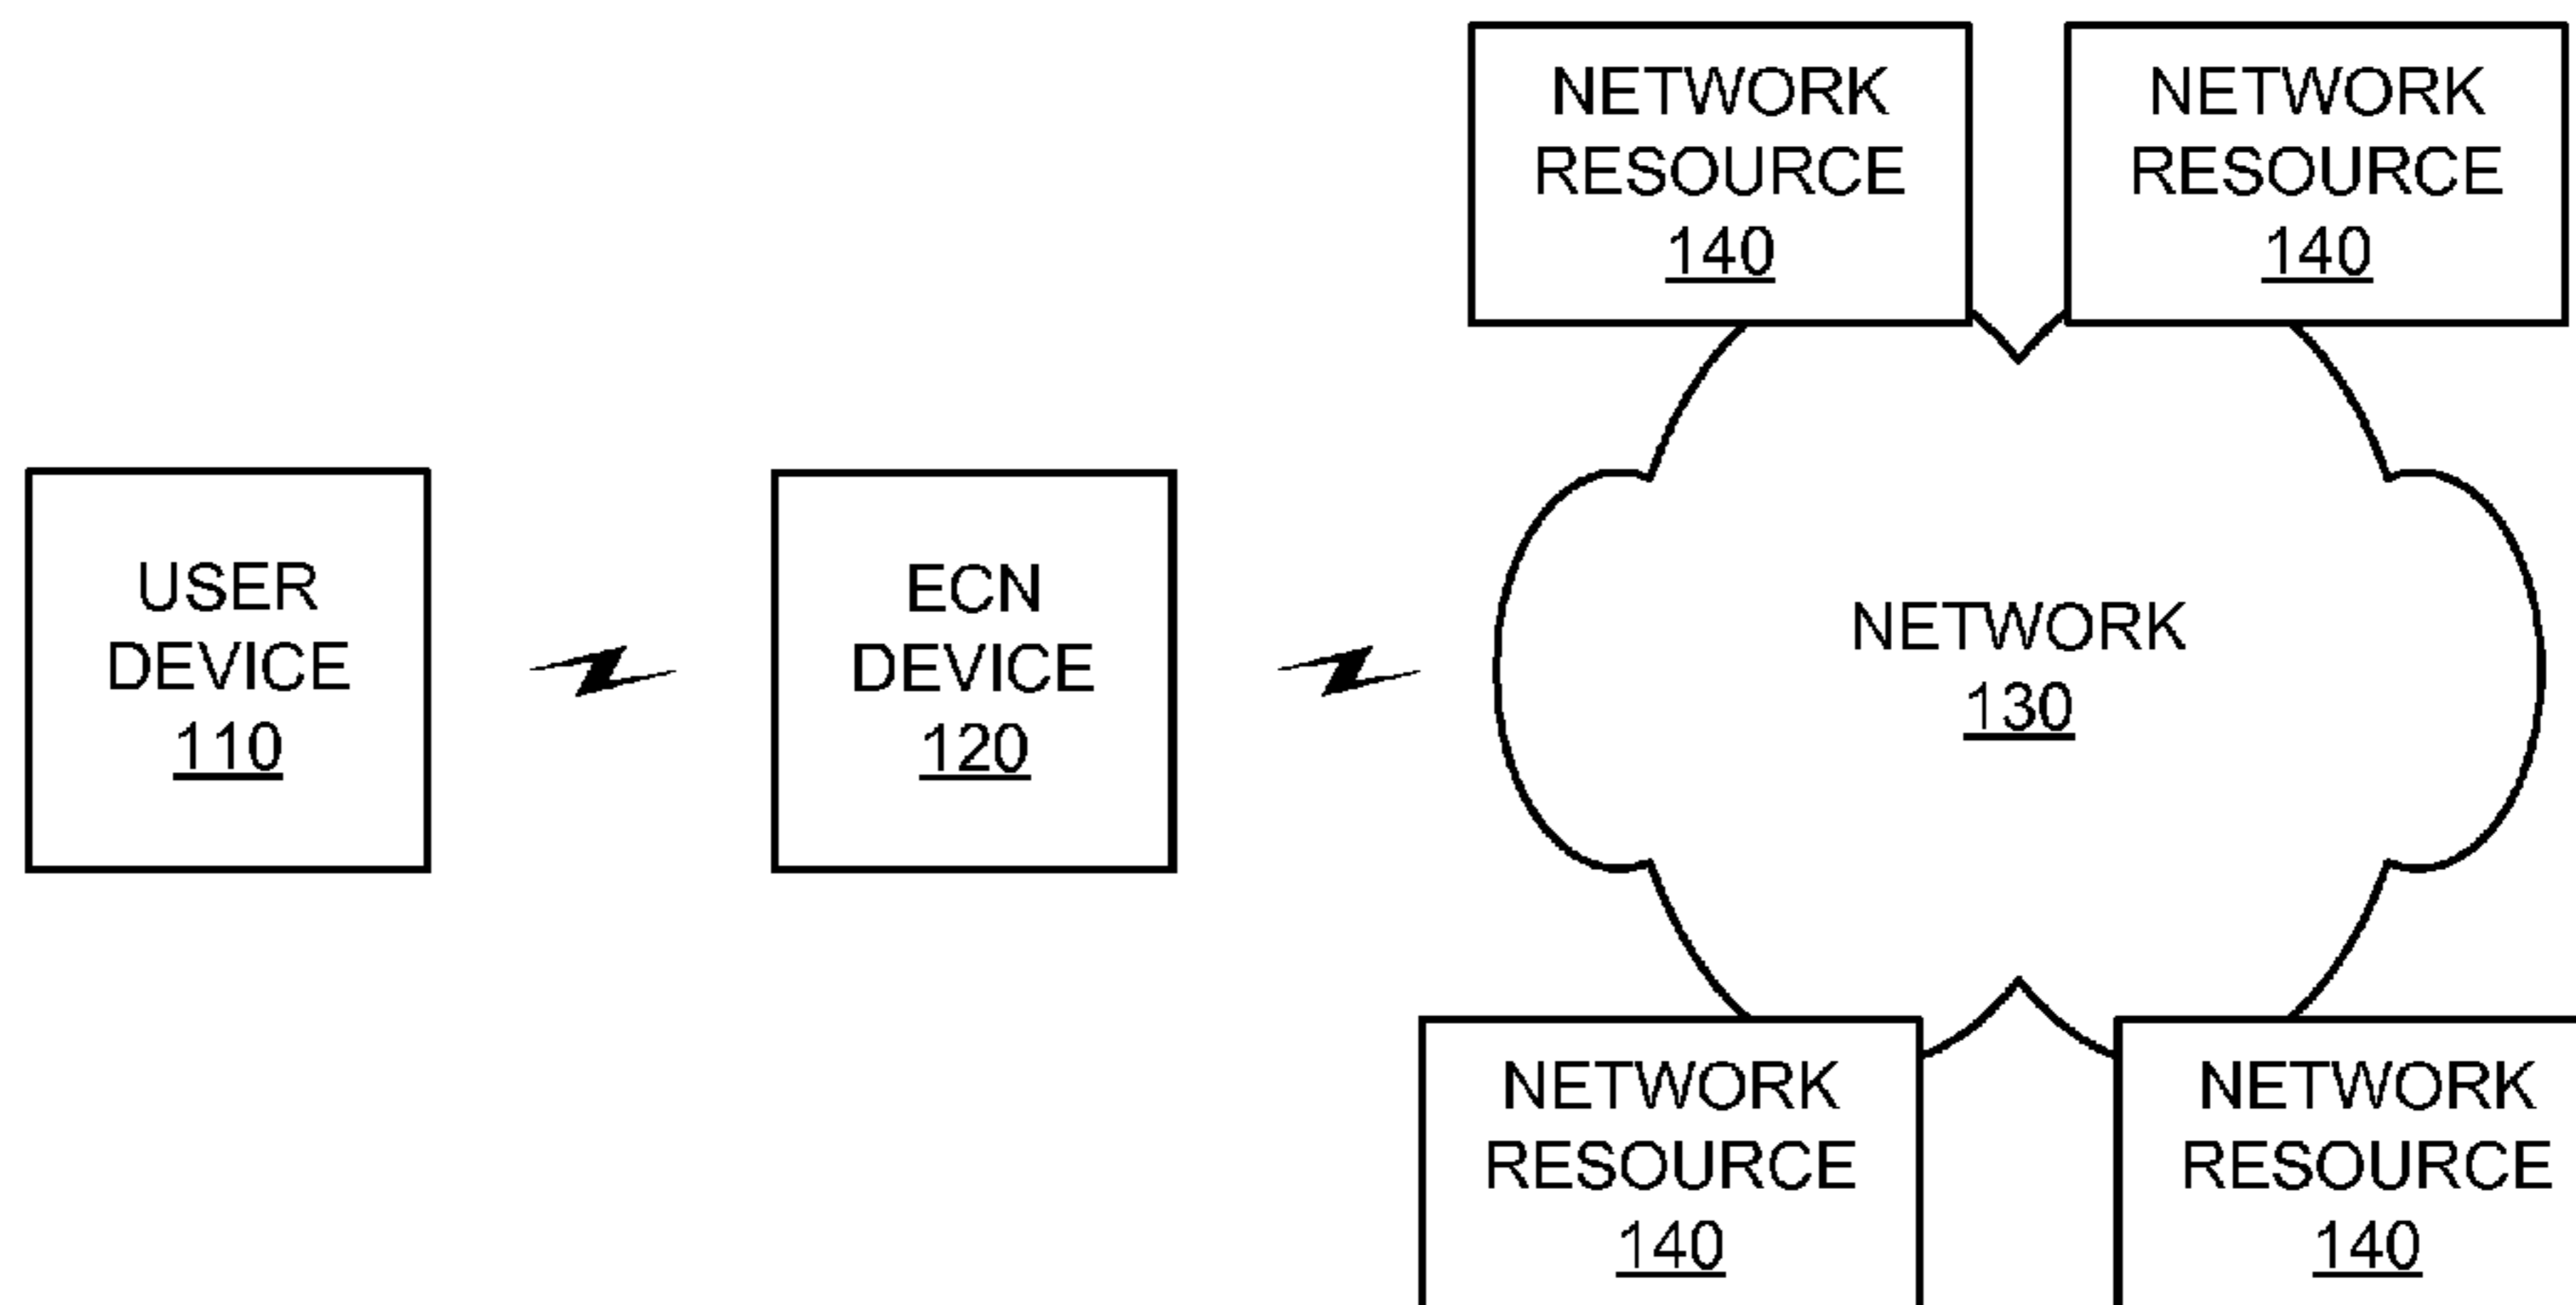 NETWORK
RESOURCE
140
NETWORK
RESOURCE
140
USER
DEVICE
110
ECN
DEVICE
120
NETWORK
130
NETWORK
RESOURCE
140
NETWORK
RESOURCE
140